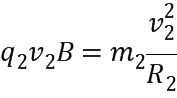 q₂v₂B = m₂ v₂²/R₂